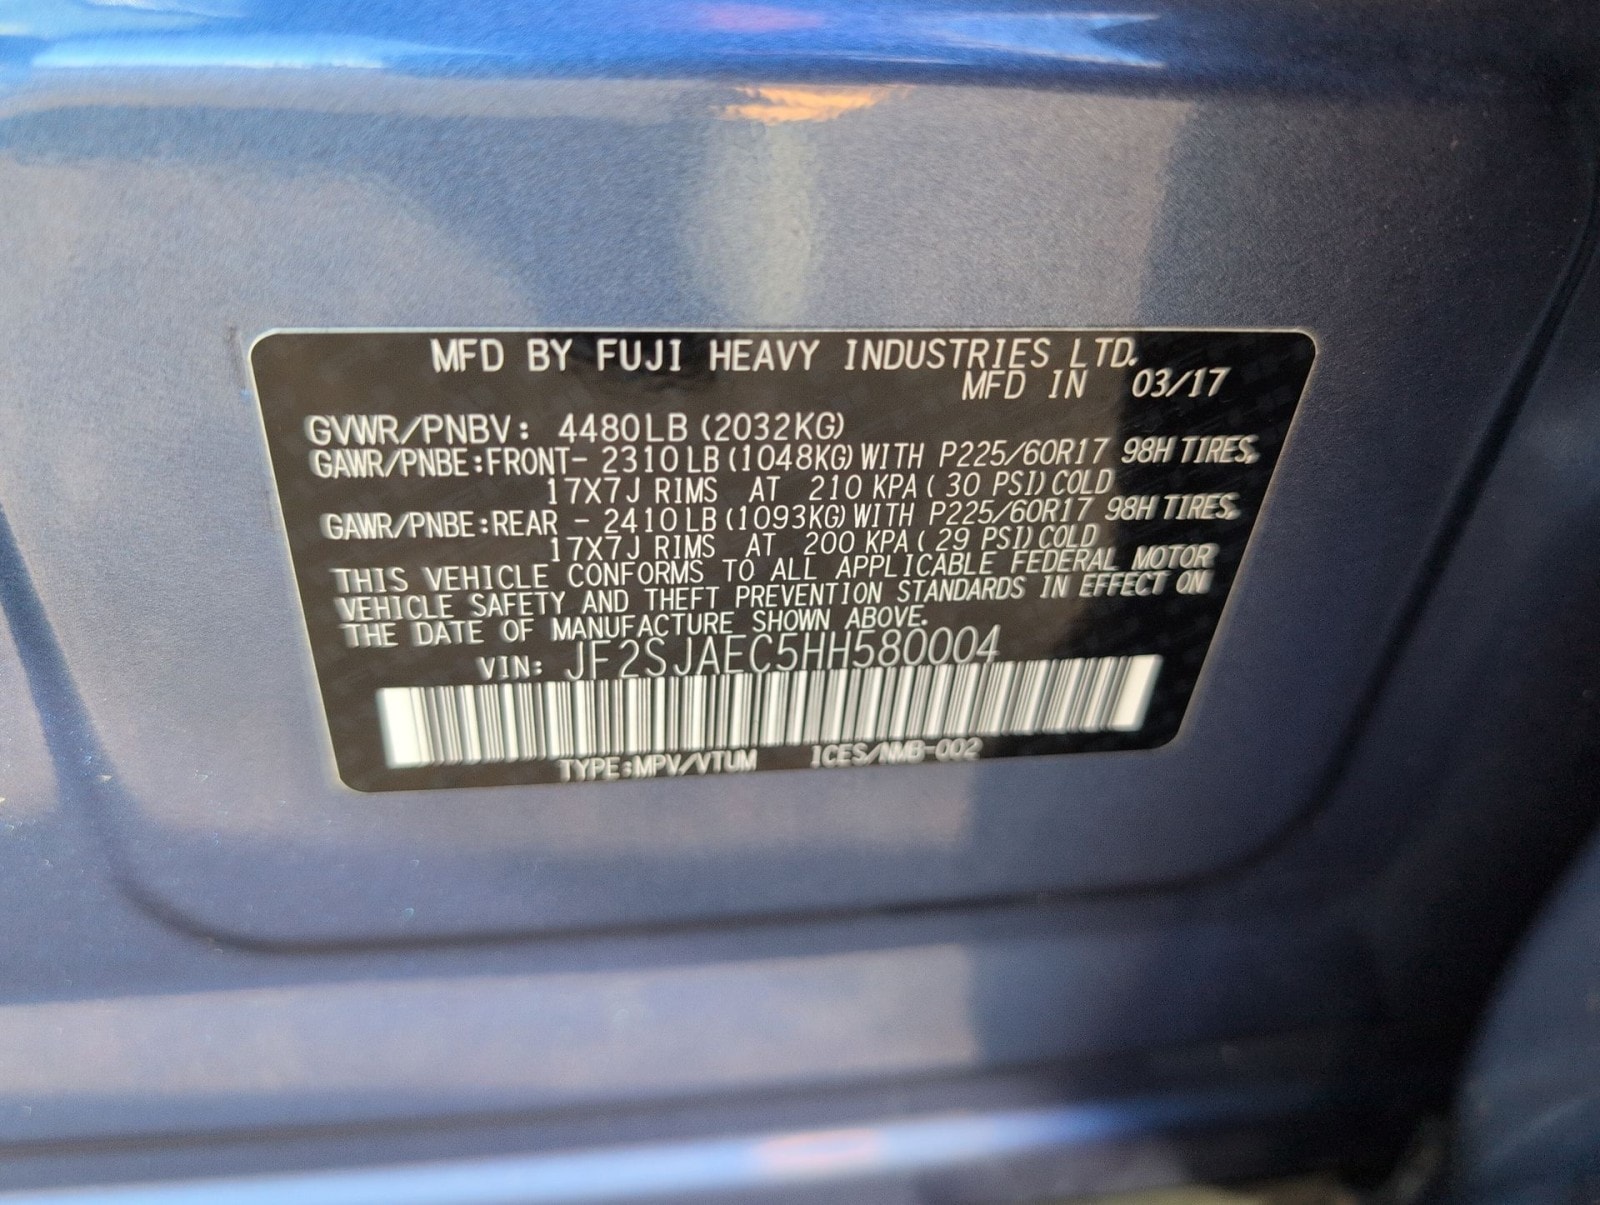 MFD BY FUJI HEAVY INDUSTRIES LTD.
MFD IN 03/17
GVWR/PNBV: 4480LB (2032KG)
GAWR/PNBE:FRONT- 2310LB(1048KG)WITH P225/60R17 98H TIRES,
17X7J RIMS AT 210 KPA( 30 PSI)COLD
GAWR/PNBE:REAR - 2410LB(1093KG)WITH P225/60R17 98H TIRES,
17X7J RIMS AT 200 KPA( 29 PSI)COLD
THIS VEHICLE CONFORMS TO ALL APPLICABLE FEDERAL MOTOR
VEHICLE SAFETY AND THEFT PREVENTION STANDARDS IN EFFECT ON
THE DATE OF MANUFACTURE SHOWN ABOVE.
VIN: JF2SJAEC5HH580004
TYPE:MPV/VTUM ICES/NMB-002